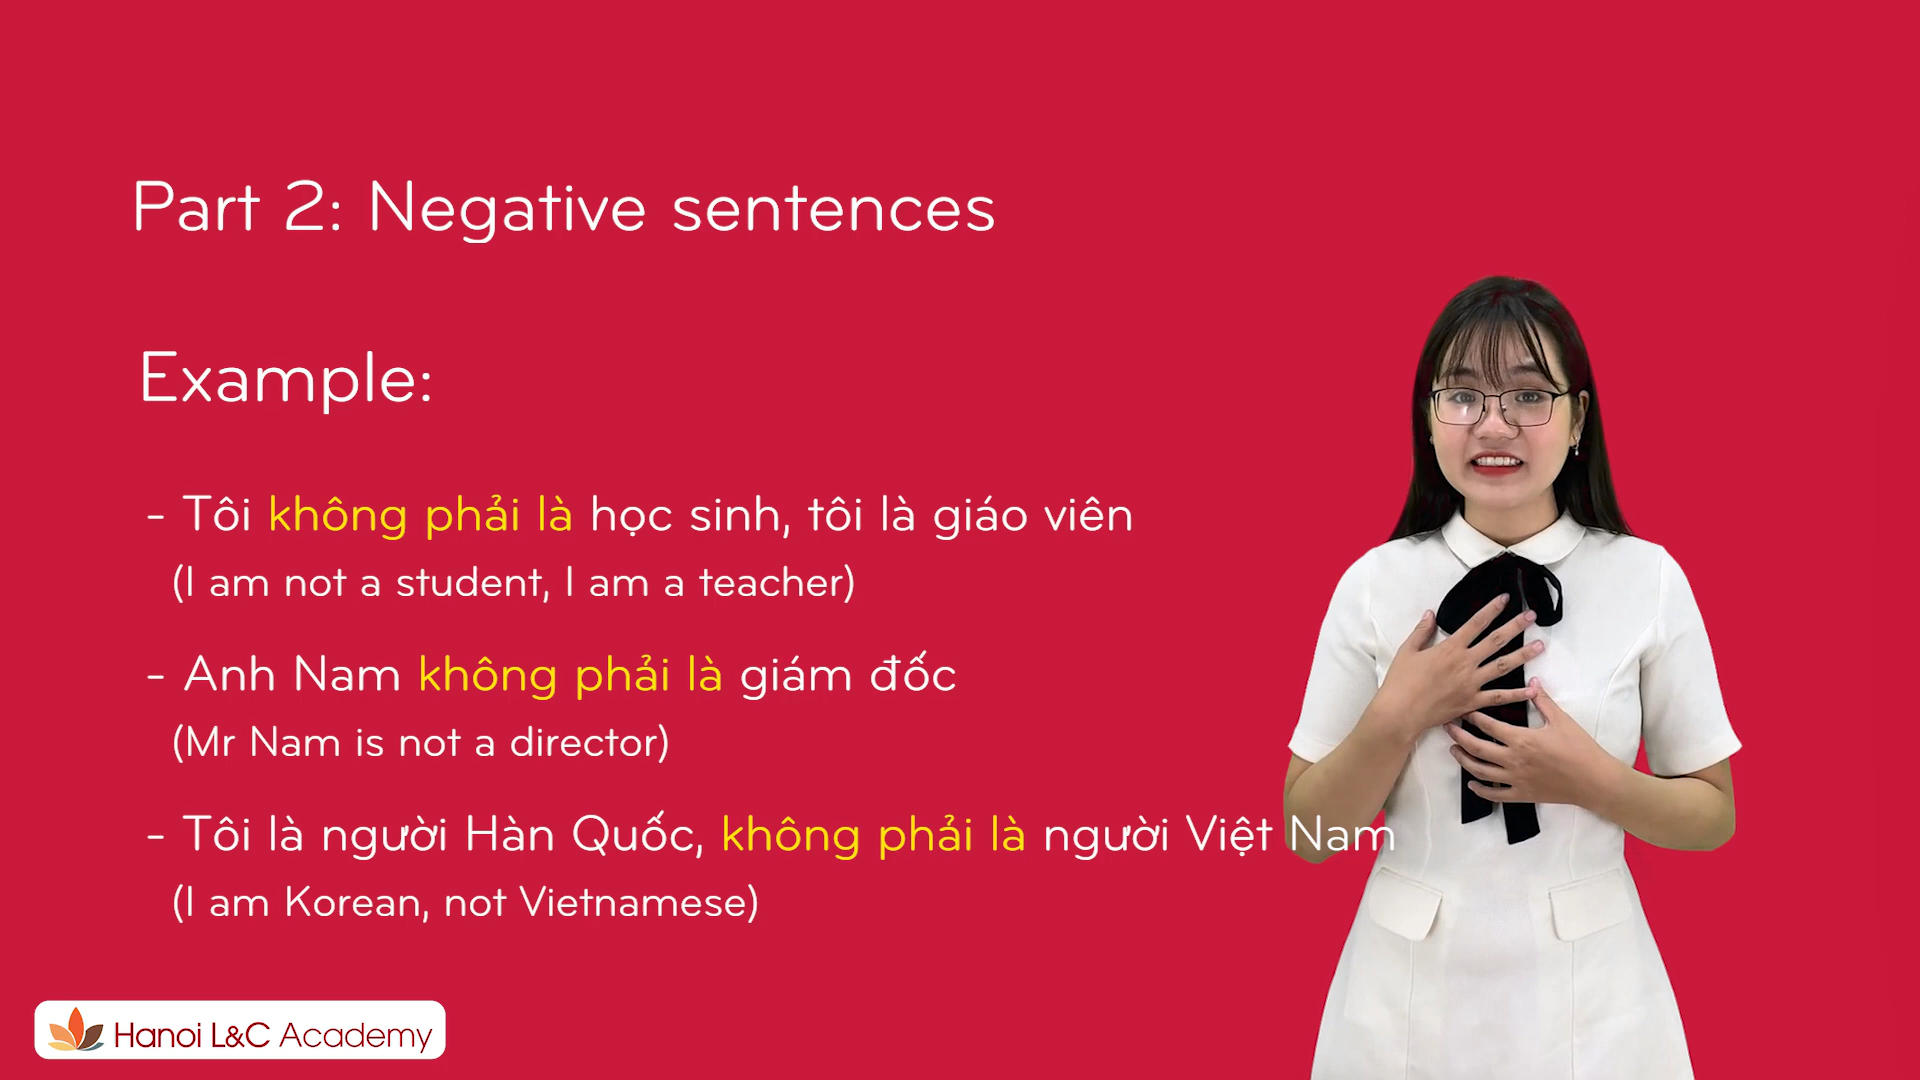 Part 2: Negative sentences
Example:
- Tôi không phải là học sinh, tôi là giáo viên
(I am not a student, I am a teacher)
- Anh Nam không phải là giám đốc
(Mr Nam is not a director)
- Tôi là người Hàn Quốc, không phải là người Việt Nam
(I am Korean, not Vietnamese)
Hanoi L&C Academy